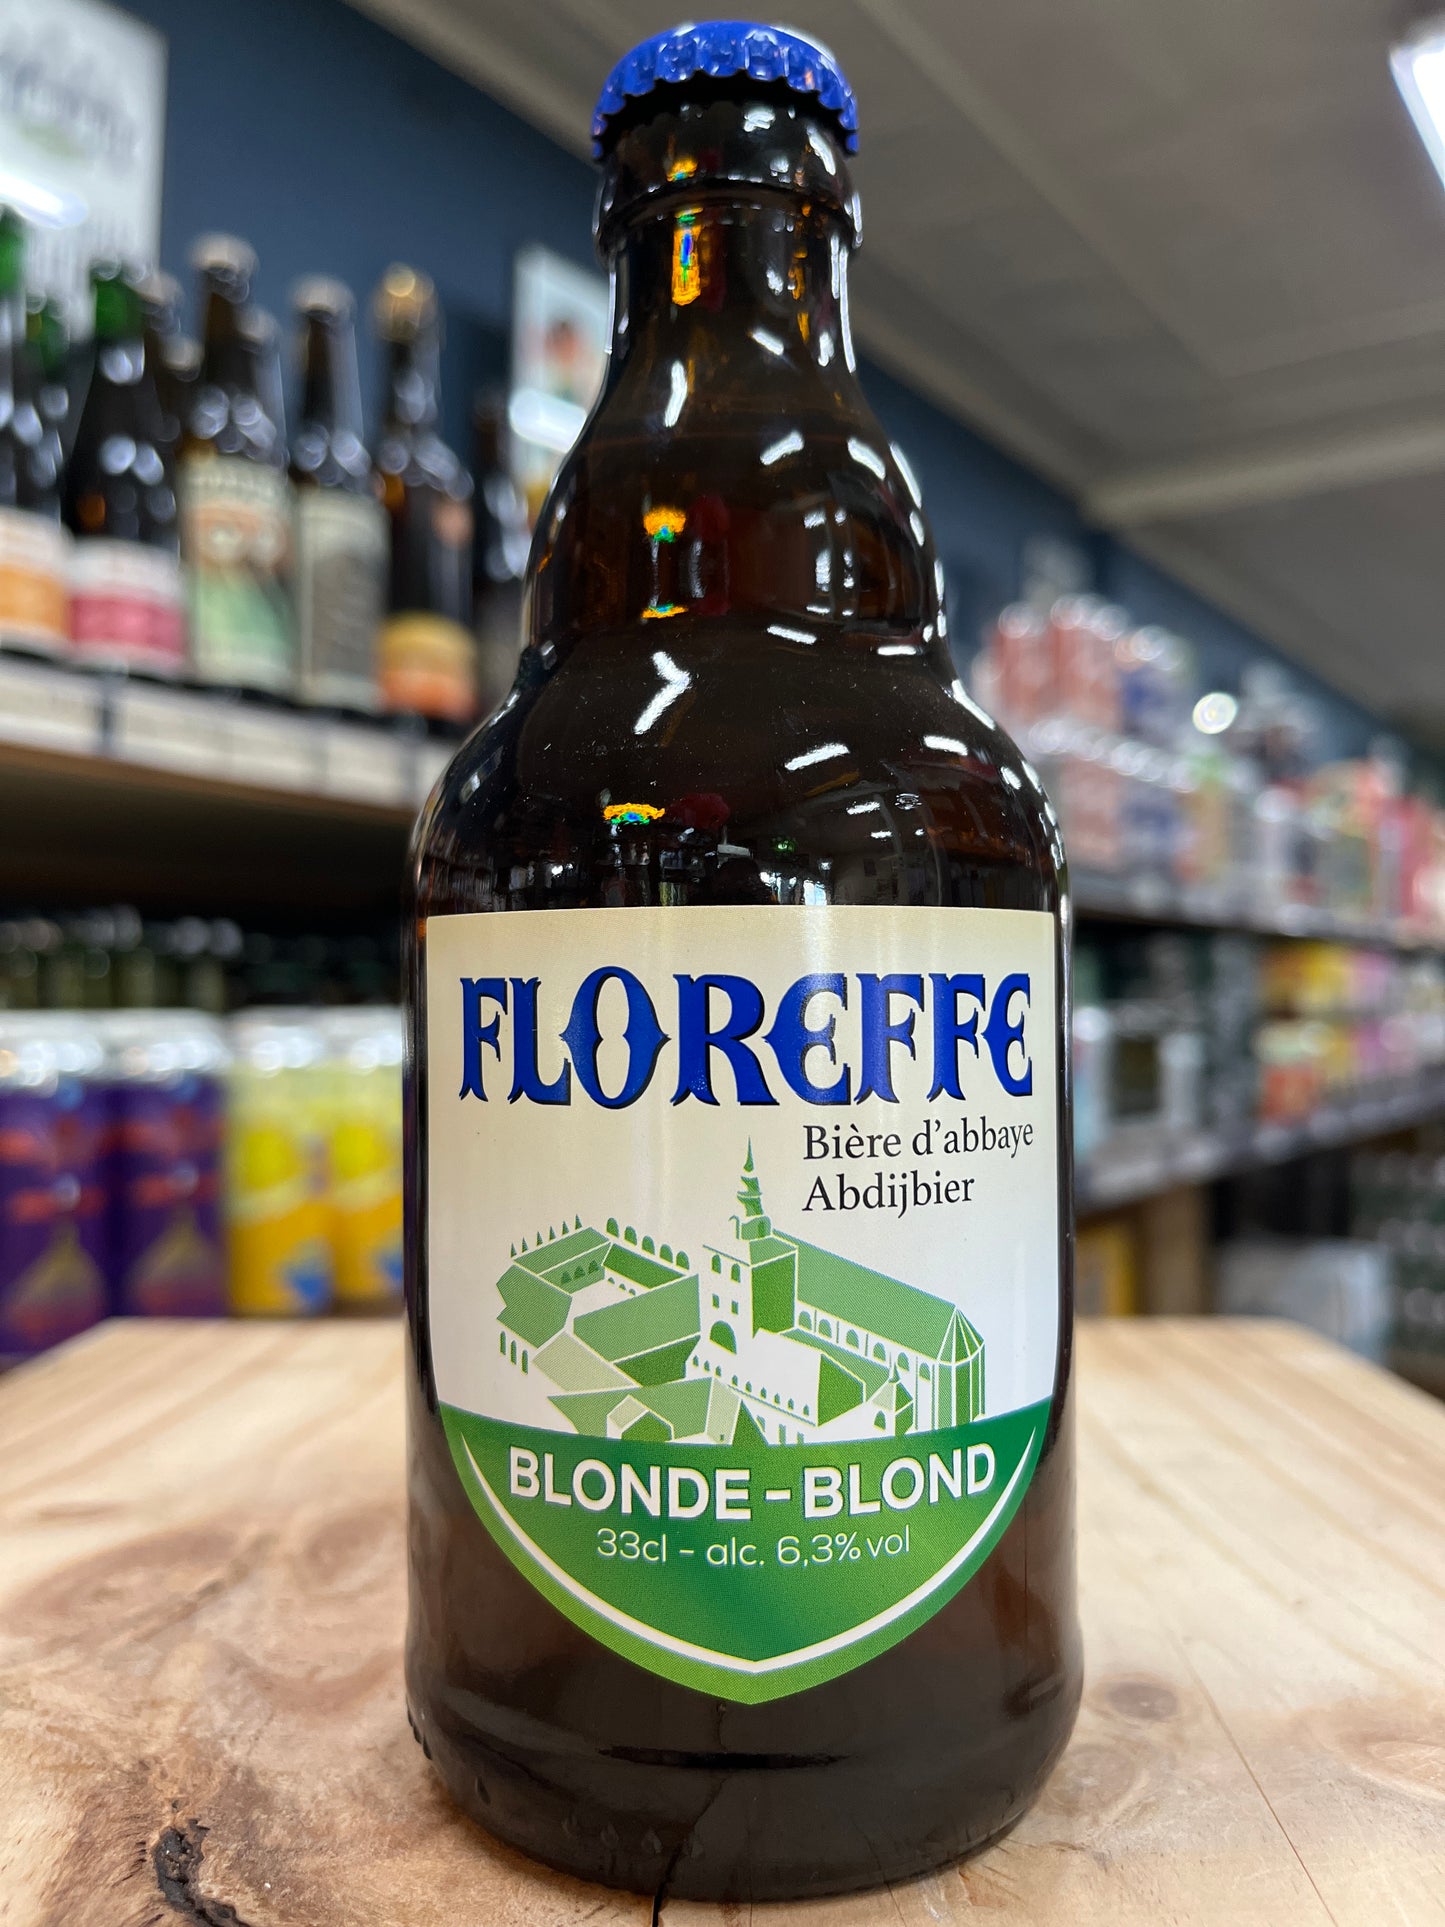 FLOREFFE
Bière d'abbaye
Abdijbier
BLONDE - BLOND
33cl - alc. 6,3% vol